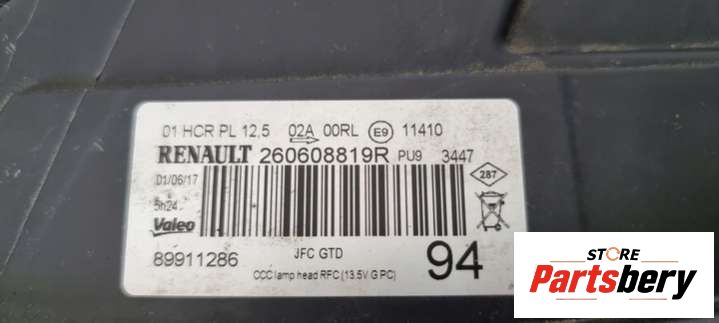 01 HCR PL 12,5 02A 00RL E9 11410
RENAULT 260608819R PU9 3447
01/06/17
287
5h24
Valeo
89911286 JFC GTD 94
CCC lamp head RFC (13.5V G PC)
STORE
Partsbery